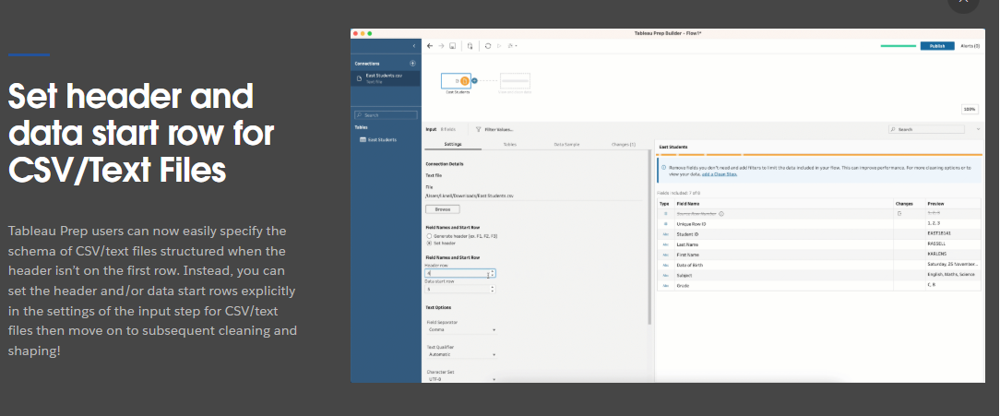 Set header and
data start row for
CSV/Text Files
Tableau Prep users can now easily specify the
schema of CSV/text files structured when the
header isn’t on the first row. Instead, you can
set the header and/or data start rows explicitly
in the settings of the input step for CSV/text
files then move on to subsequent cleaning and
shaping!
Tableau Prep Builder - Flow1*
Publish
Alerts (0)
Connections
East Students.csv
Text file
Search
Tables
East Students
East Students
100%
Input 8 fields Filter Values...
Search
Settings Tables Data Sample Changes (1)
Connection Details
Text file
File
/Users/t.knell/Downloads/East Students.csv
Browse
Field Names and Start Row
Generate header (ex: F1, F2, F3)
Set header
Field Names and Start Row
Header row
4
Data start row
Text Options
Field Separator
Comma
Text Qualifier
Automatic
Character Set
UTF-8
East Students
Remove fields you don't need and add filters to limit the data included in your flow. This can improve performance. For more cleaning options or to
view your data, add a Clean Step.
Fields included: 7 of 8
Type Field Name Changes Preview
Source Row Number
Unique Row ID 1, 2, 3
Abc Student ID EAST18141
Abc Last Name RASSELL
Abc First Name KARLENS
Abc Date of Birth Saturday, 25 November...
Abc Subject English, Maths, Science
Abc Grade C, B